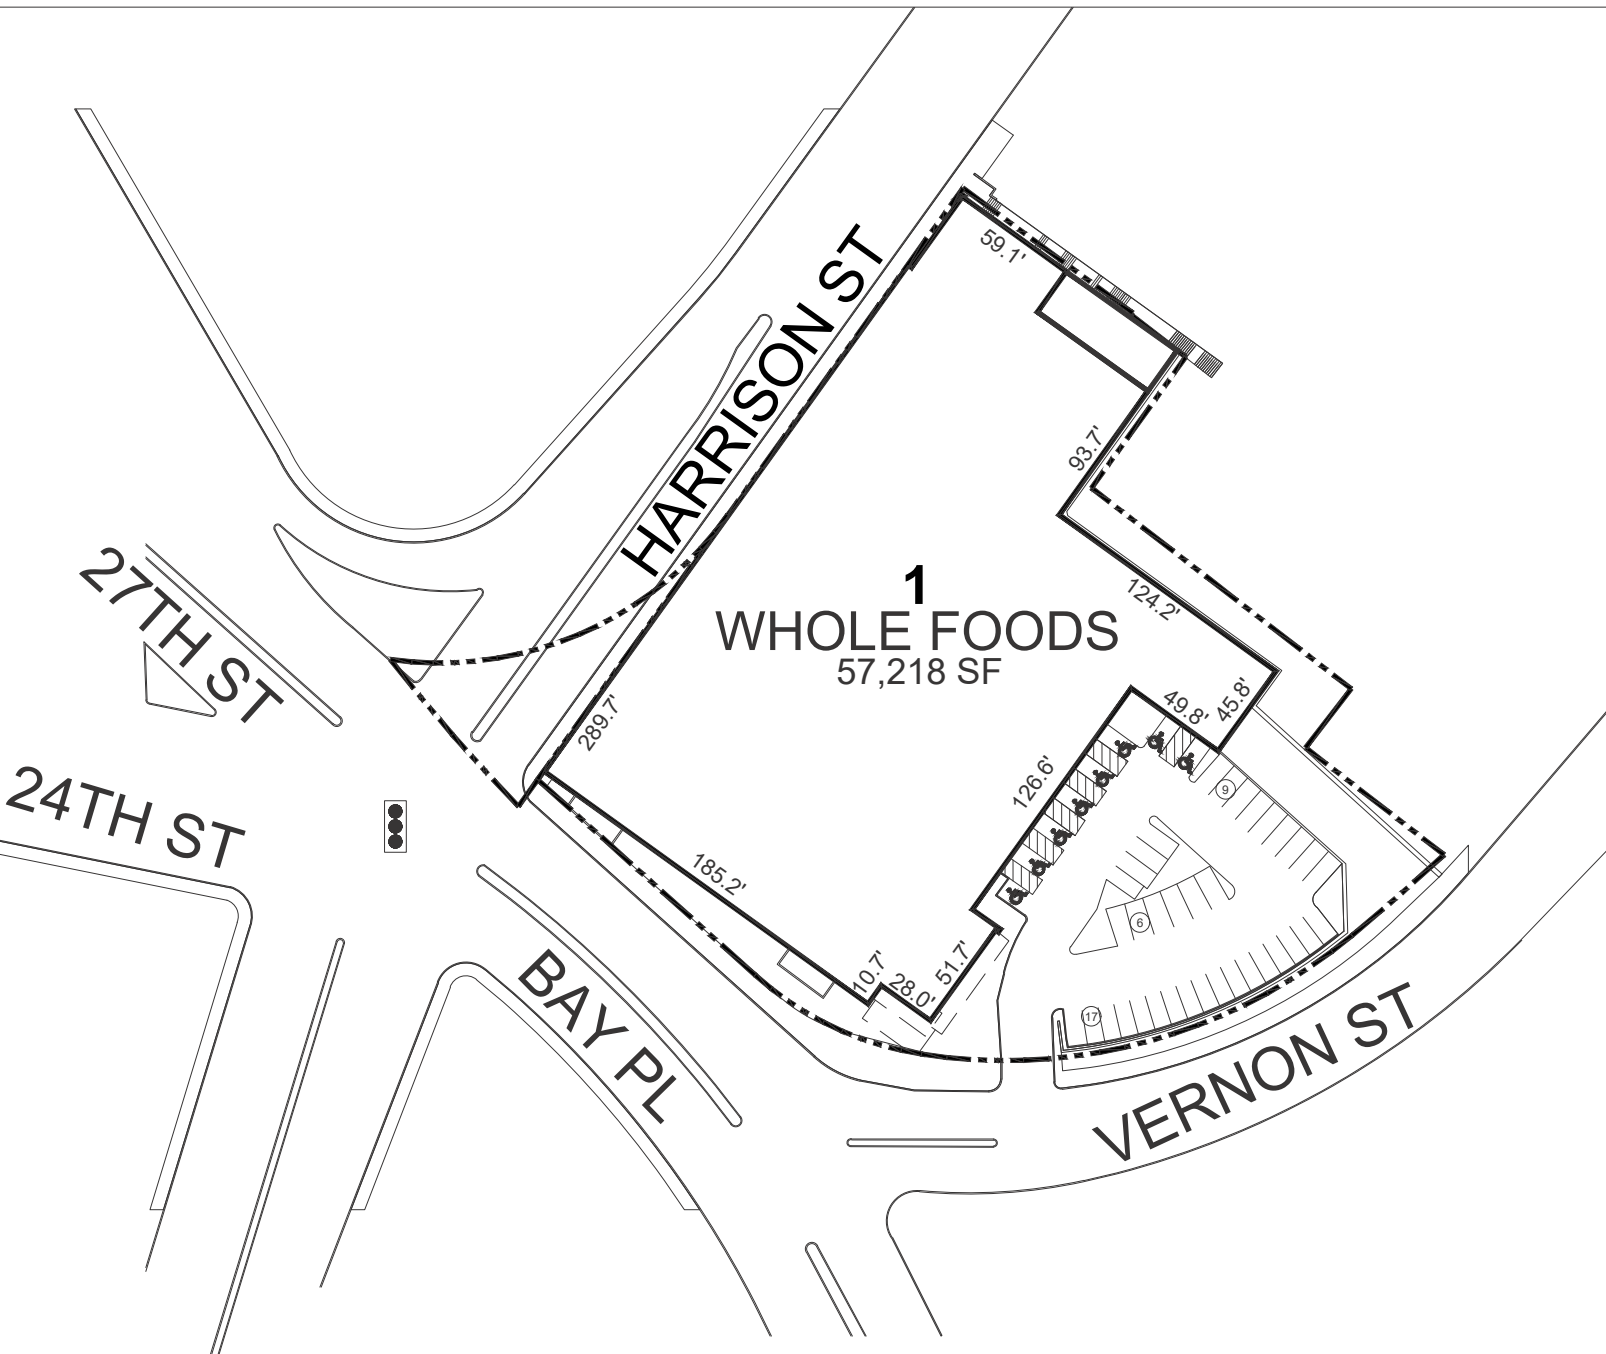 HARRISON ST
59.1'
93.7'
27TH ST
1
WHOLE FOODS
57,218 SF
124.2'
289.7'
49.8'
45.8'
126.6'
24TH ST
9
185.2'
6
10.7'
28.0'
51.7'
17
BAY PL
VERNON ST